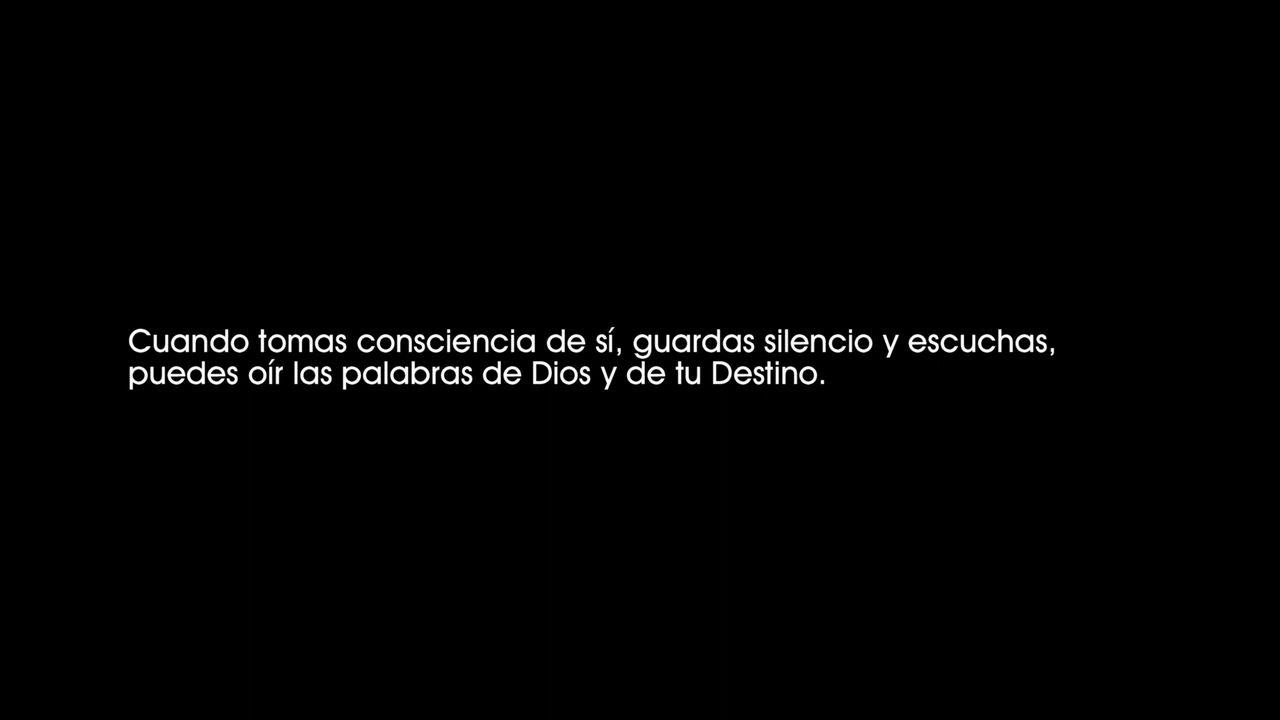 Cuando tomas consciencia de sí, guardas silencio y escuchas,
puedes oír las palabras de Dios y de tu Destino.